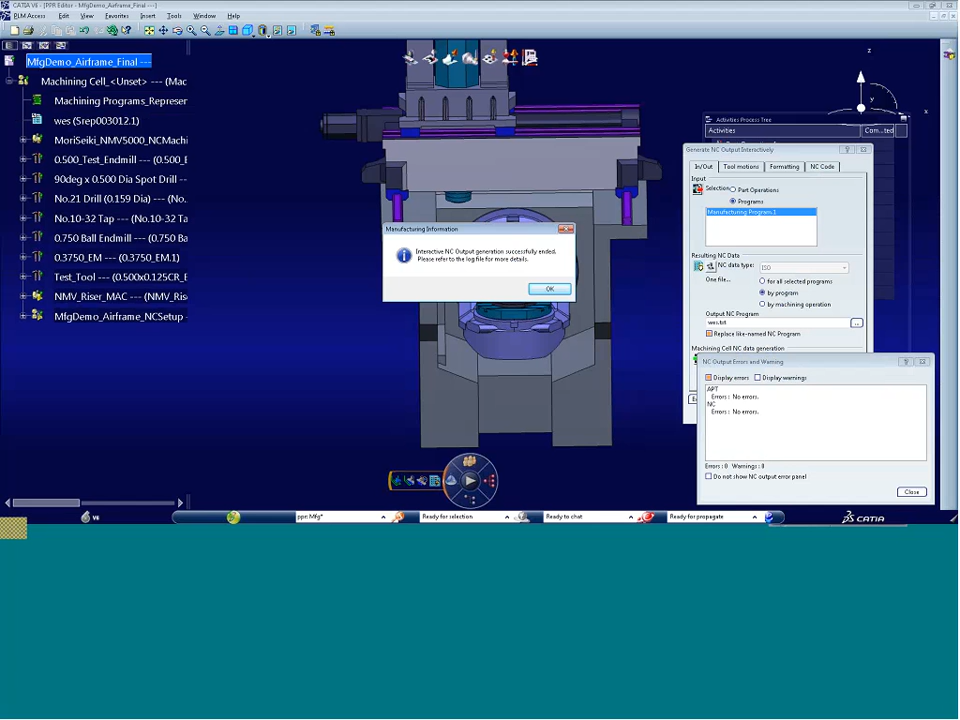 CATIA V6 - [PPR Editor - MfgDemo_Airframe_Final ---]
PLM Access Edit View Favorites Insert Tools Window Help
MfgDemo_Airframe_Final ---
Machining Cell_<Unset> --- (Mac
Machining Programs_Represer
wes (Srep003012.1)
MoriSeiki_NMV5000_NCMachi
0.500_Test_Endmill --- (0.500_E
90deg x 0.500 Dia Spot Drill ---
No.21 Drill (0.159 Dia) --- (No.2
No.10-32 Tap --- (No.10-32 Ta
0.750 Ball Endmill --- (0.750 B
0.3750_EM --- (0.3750_EM.1)
Test_Tool --- (0.500x0.125CR_E
NMV_Riser_MAC --- (NMV_Rise
MfgDemo_Airframe_NCSetup --
z
y
x
Activities Process Tree
Activities Com...ted
Generate NC Output Interactively
In/Out Tool motions Formatting NC Code
Input
Selection: Part Operations
Programs
Manufacturing Program.1
Resulting NC Data
NC data type: ISO
One file... for all selected programs
by program
by machining operation
Output NC Program
wes.txt ...
Replace like-named NC Program
Machining Cell NC data generation
Manufacturing Information
Interactive NC Output generation successfully ended.
Please refer to the log file for more details.
OK
NC Output Errors and Warning
Display errors Display warnings
APT
Errors : No errors.
NC
Errors : No errors.
Errors : 0 Warnings : 0
Do not show NC output error panel
Close
V6 ppr: Mfg* Ready for selection Ready to chat Ready for propagate CATIA